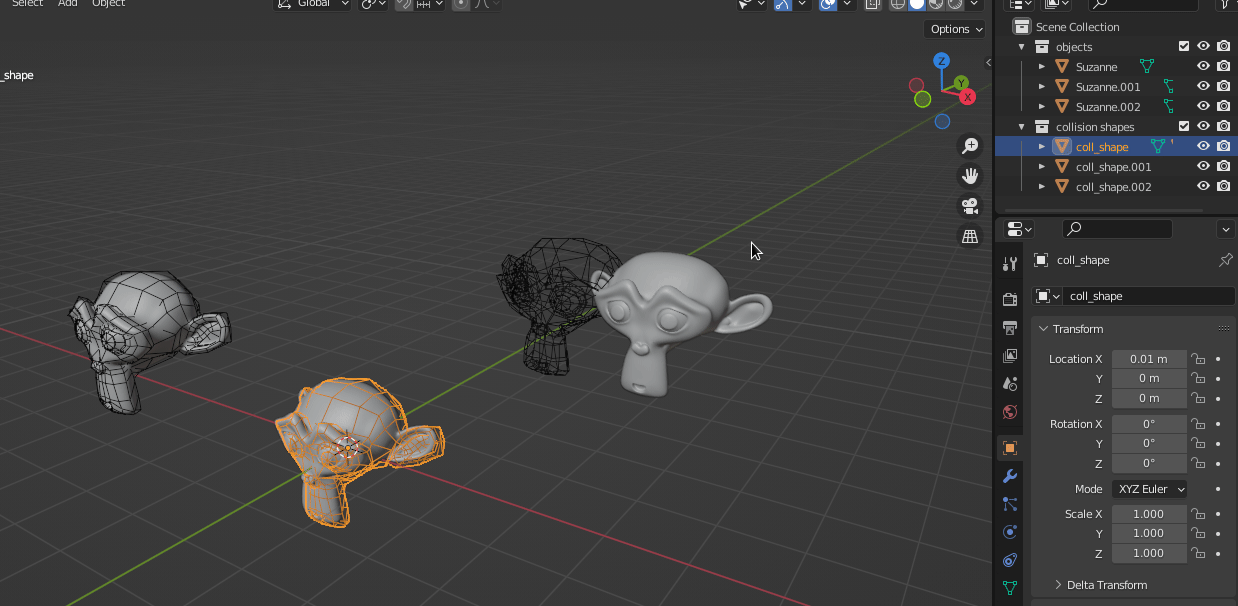 Select Add Object Global
Options
_shape
Z
Y
X
Scene Collection
objects
Suzanne
Suzanne.001
Suzanne.002
collision shapes
coll_shape
coll_shape.001
coll_shape.002
coll_shape
coll_shape
Transform
Location X 0.01 m
Y 0 m
Z 0 m
Rotation X 0°
Y 0°
Z 0°
Mode XYZ Euler
Scale X 1.000
Y 1.000
Z 1.000
Delta Transform